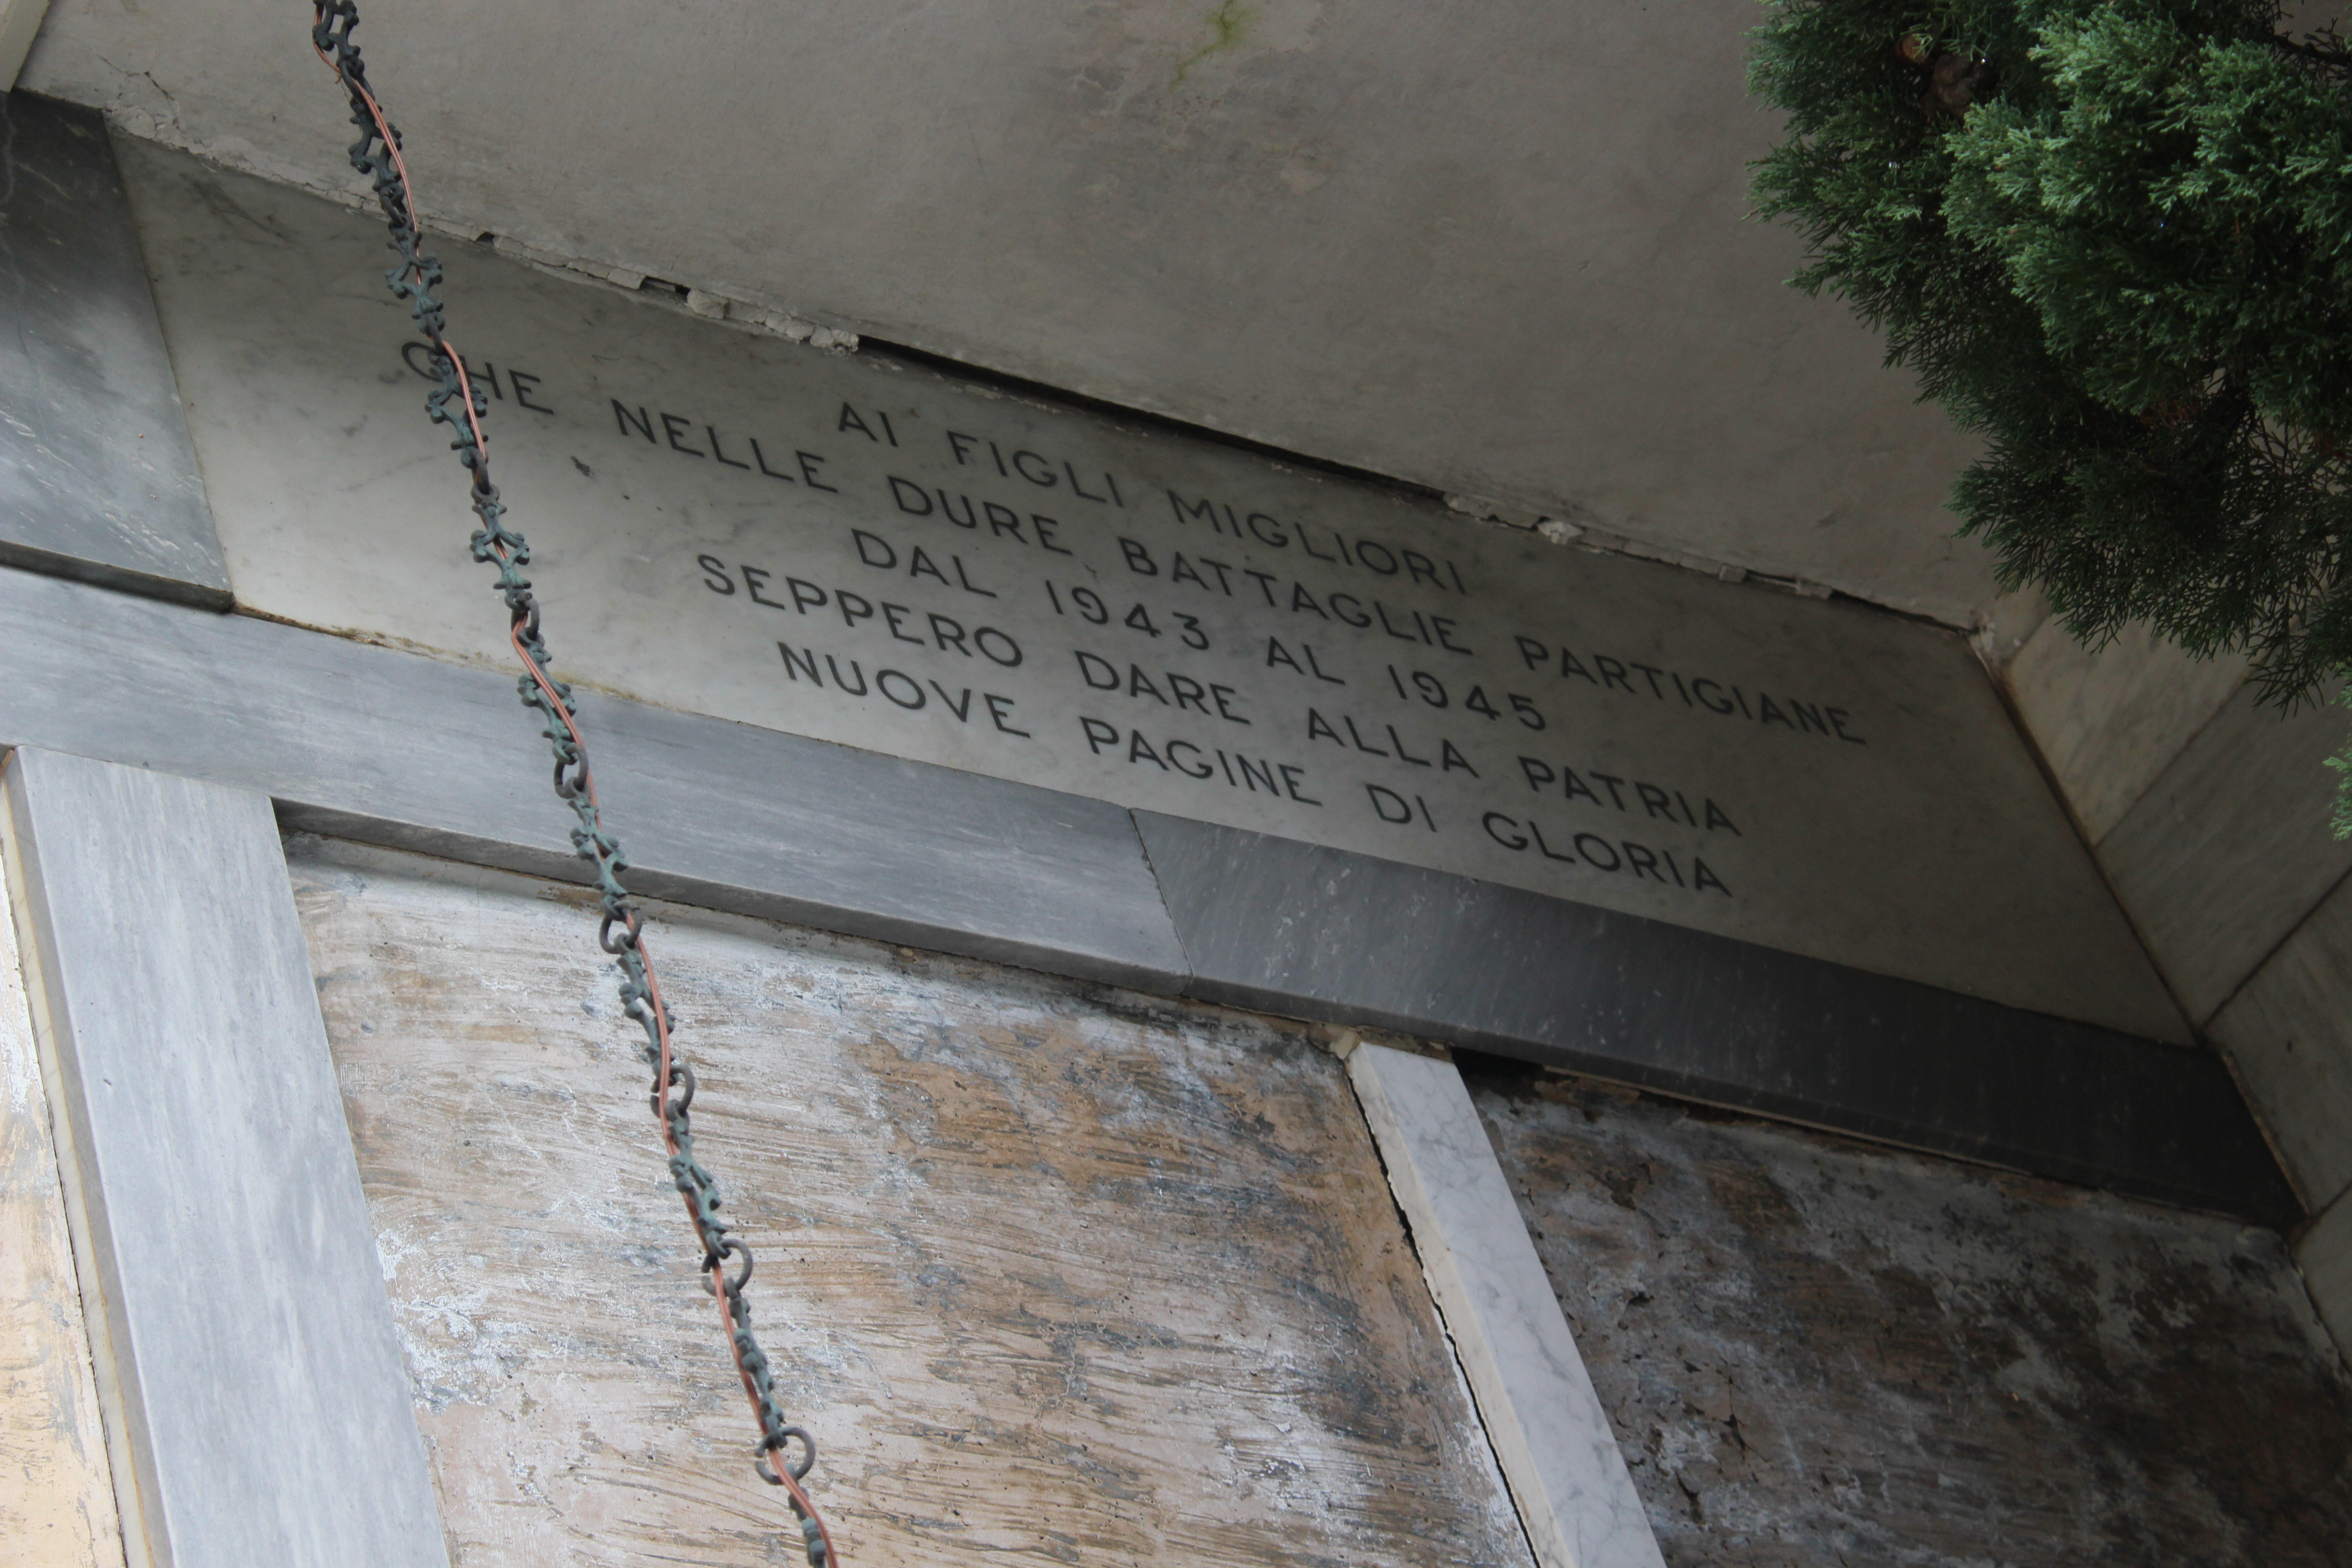 AI FIGLI MIGLIORI
CHE NELLE DURE BATTAGLIE PARTIGIANE
DAL 1943 AL 1945
SEPPERO DARE ALLA PATRIA
NUOVE PAGINE DI GLORIA